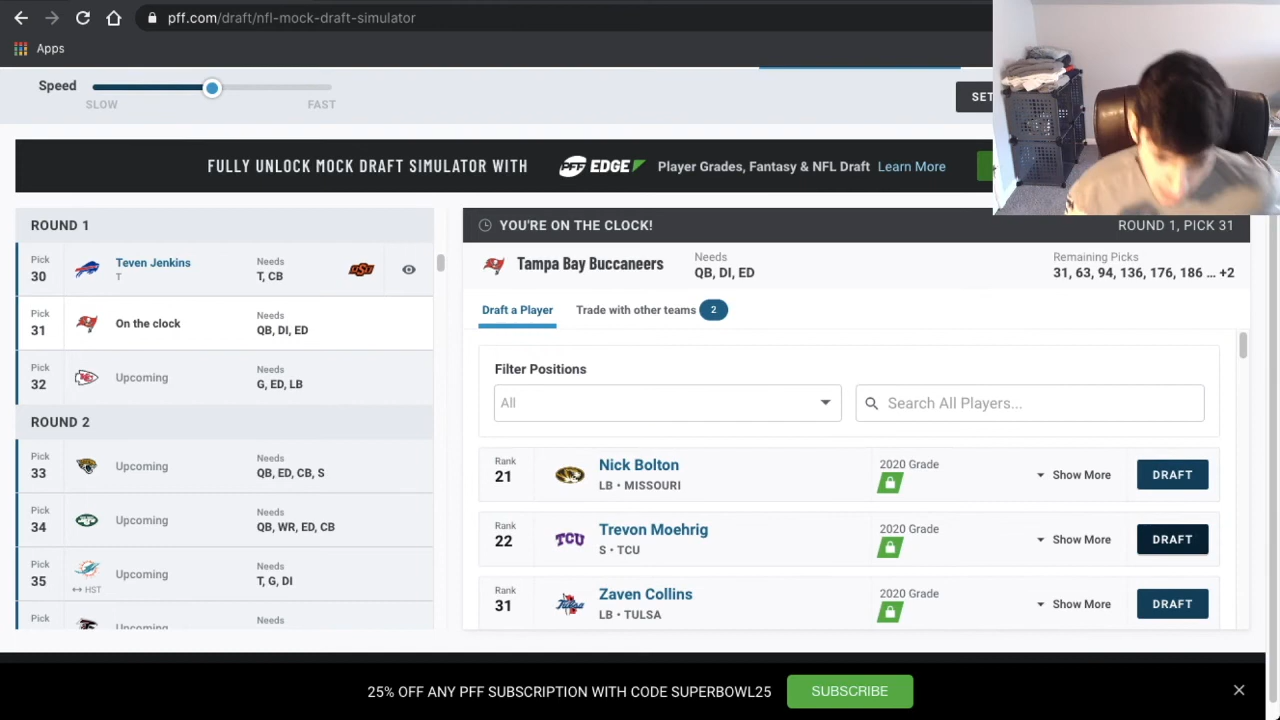 pff.com/draft/nfl-mock-draft-simulator
Apps
Speed
SLOW
FAST
SET
FULLY UNLOCK MOCK DRAFT SIMULATOR WITH
PFF EDGE
Player Grades, Fantasy & NFL Draft Learn More
ROUND 1
Pick
30
Teven Jenkins
T
Needs
T, CB
OSU
Pick
31
On the clock
Needs
QB, DI, ED
Pick
32
Upcoming
Needs
G, ED, LB
ROUND 2
Pick
33
Upcoming
Needs
QB, ED, CB, S
Pick
34
Upcoming
Needs
QB, WR, ED, CB
Pick
35
↔ HST
Upcoming
Needs
T, G, DI
Pick
Upcoming
Needs
YOU'RE ON THE CLOCK!
ROUND 1, PICK 31
Tampa Bay Buccaneers
Needs
QB, DI, ED
Remaining Picks
31, 63, 94, 136, 176, 186 ... +2
Draft a Player
Trade with other teams 2
Filter Positions
All
Search All Players...
Rank
21
Nick Bolton
LB • MISSOURI
2020 Grade
Show More
DRAFT
Rank
22
TCU
Trevon Moehrig
S • TCU
2020 Grade
Show More
DRAFT
Rank
31
Tulsa
Zaven Collins
LB • TULSA
2020 Grade
Show More
DRAFT
25% OFF ANY PFF SUBSCRIPTION WITH CODE SUPERBOWL25
SUBSCRIBE